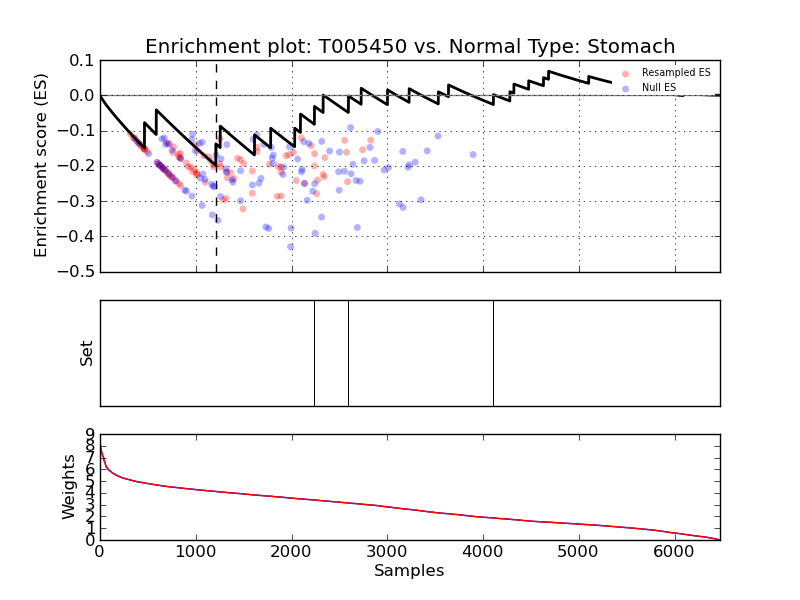 Enrichment plot: T005450 vs. Normal Type: Stomach
Enrichment score (ES)
0.1
0.0
−0.1
−0.2
−0.3
−0.4
−0.5
Resampled ES
Null ES
Set
Weights
9
8
7
6
5
4
3
2
1
0
0 1000 2000 3000 4000 5000 6000
Samples